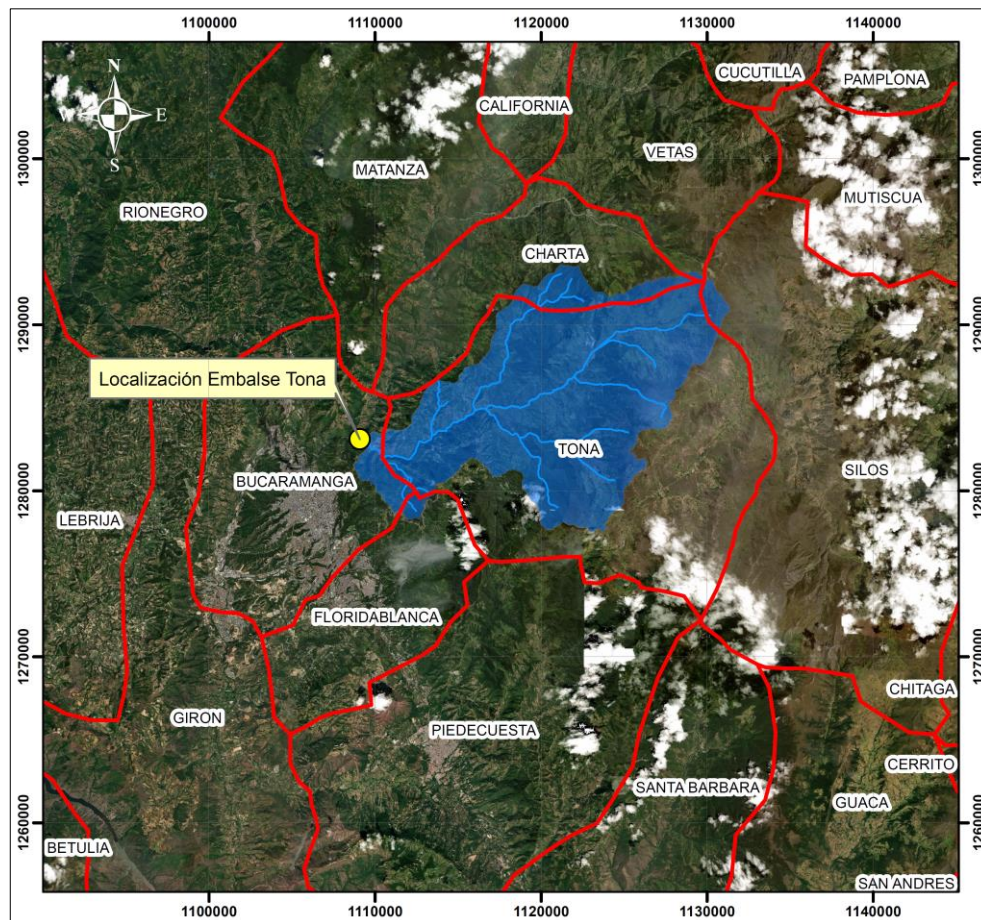 1100000
1110000
1120000
1130000
1140000
CUCUTILLA
PAMPLONA
CALIFORNIA
N
W
E
S
1300000
1300000
VETAS
MATANZA
MUTISCUA
RIONEGRO
CHARTA
1290000
1290000
Localización Embalse Tona
TONA
SILOS
BUCARAMANGA
1280000
1280000
LEBRIJA
FLORIDABLANCA
1270000
1270000
CHITAGA
GIRON
PIEDECUESTA
CERRITO
SANTA BARBARA
GUACA
1260000
1260000
BETULIA
SAN ANDRES
1100000
1110000
1120000
1130000
1140000